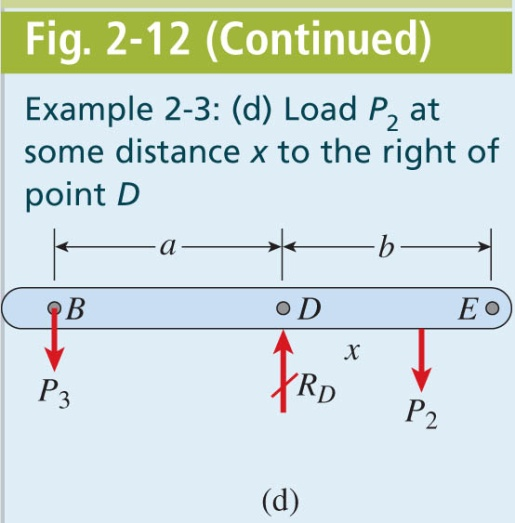 Fig. 2-12 (Continued)
Example 2-3: (d) Load P₂ at
some distance x to the right of
point D
a b
B D E
x
P₃ R_D P₂
(d)